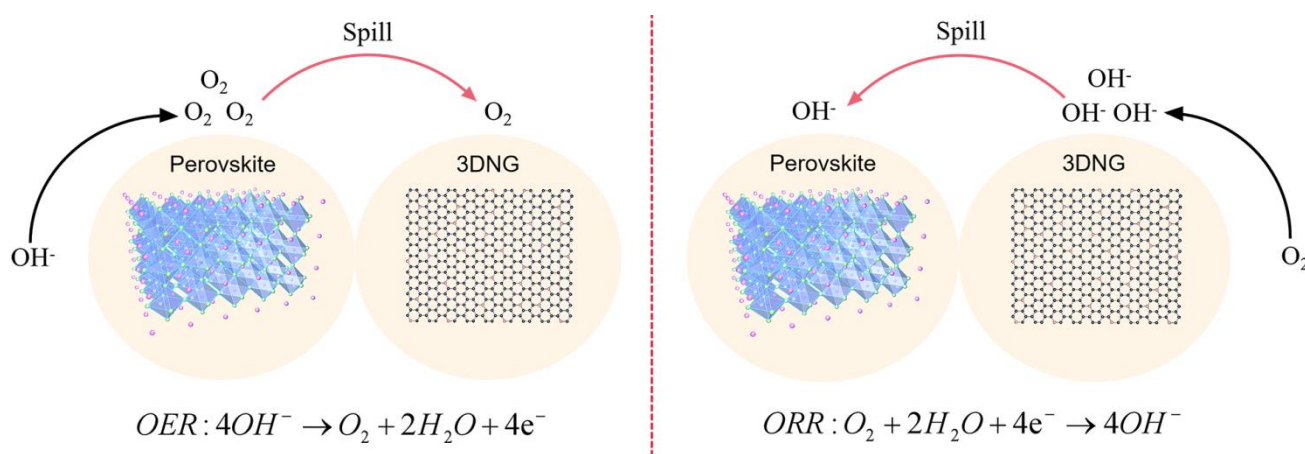 Spill
O₂
O₂ O₂
O₂
Perovskite
3DNG
OH⁻
OER: 4OH⁻ → O₂ + 2H₂O + 4e⁻
Spill
OH⁻
OH⁻
OH⁻ OH⁻
Perovskite
3DNG
O₂
ORR: O₂ + 2H₂O + 4e⁻ → 4OH⁻